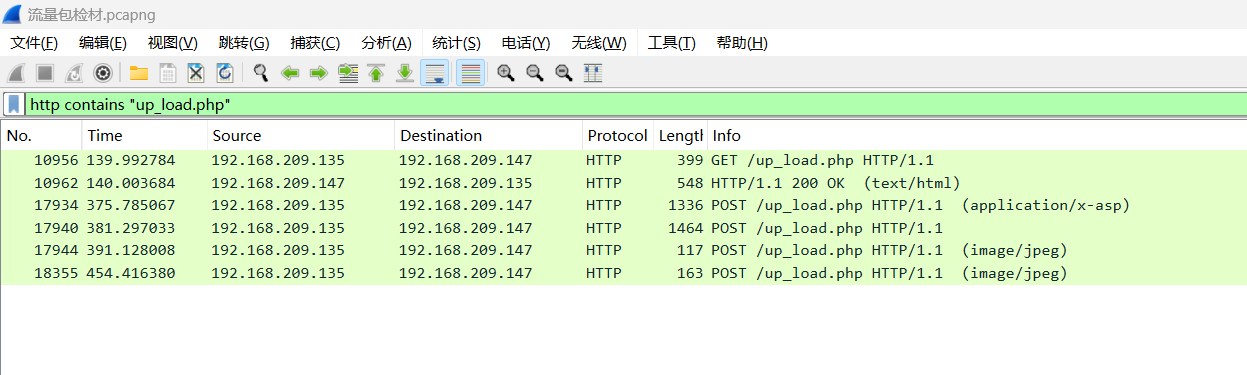 流量包检材.pcapng
文件(F) 编辑(E) 视图(V) 跳转(G) 捕获(C) 分析(A) 统计(S) 电话(Y) 无线(W) 工具(T) 帮助(H)
http contains "up_load.php"
No. Time Source Destination Protocol Length Info
10956 139.992784 192.168.209.135 192.168.209.147 HTTP 399 GET /up_load.php HTTP/1.1
10962 140.003684 192.168.209.147 192.168.209.135 HTTP 548 HTTP/1.1 200 OK (text/html)
17934 375.785067 192.168.209.135 192.168.209.147 HTTP 1336 POST /up_load.php HTTP/1.1 (application/x-asp)
17940 381.297033 192.168.209.135 192.168.209.147 HTTP 1464 POST /up_load.php HTTP/1.1
17944 391.128008 192.168.209.135 192.168.209.147 HTTP 117 POST /up_load.php HTTP/1.1 (image/jpeg)
18355 454.416380 192.168.209.135 192.168.209.147 HTTP 163 POST /up_load.php HTTP/1.1 (image/jpeg)